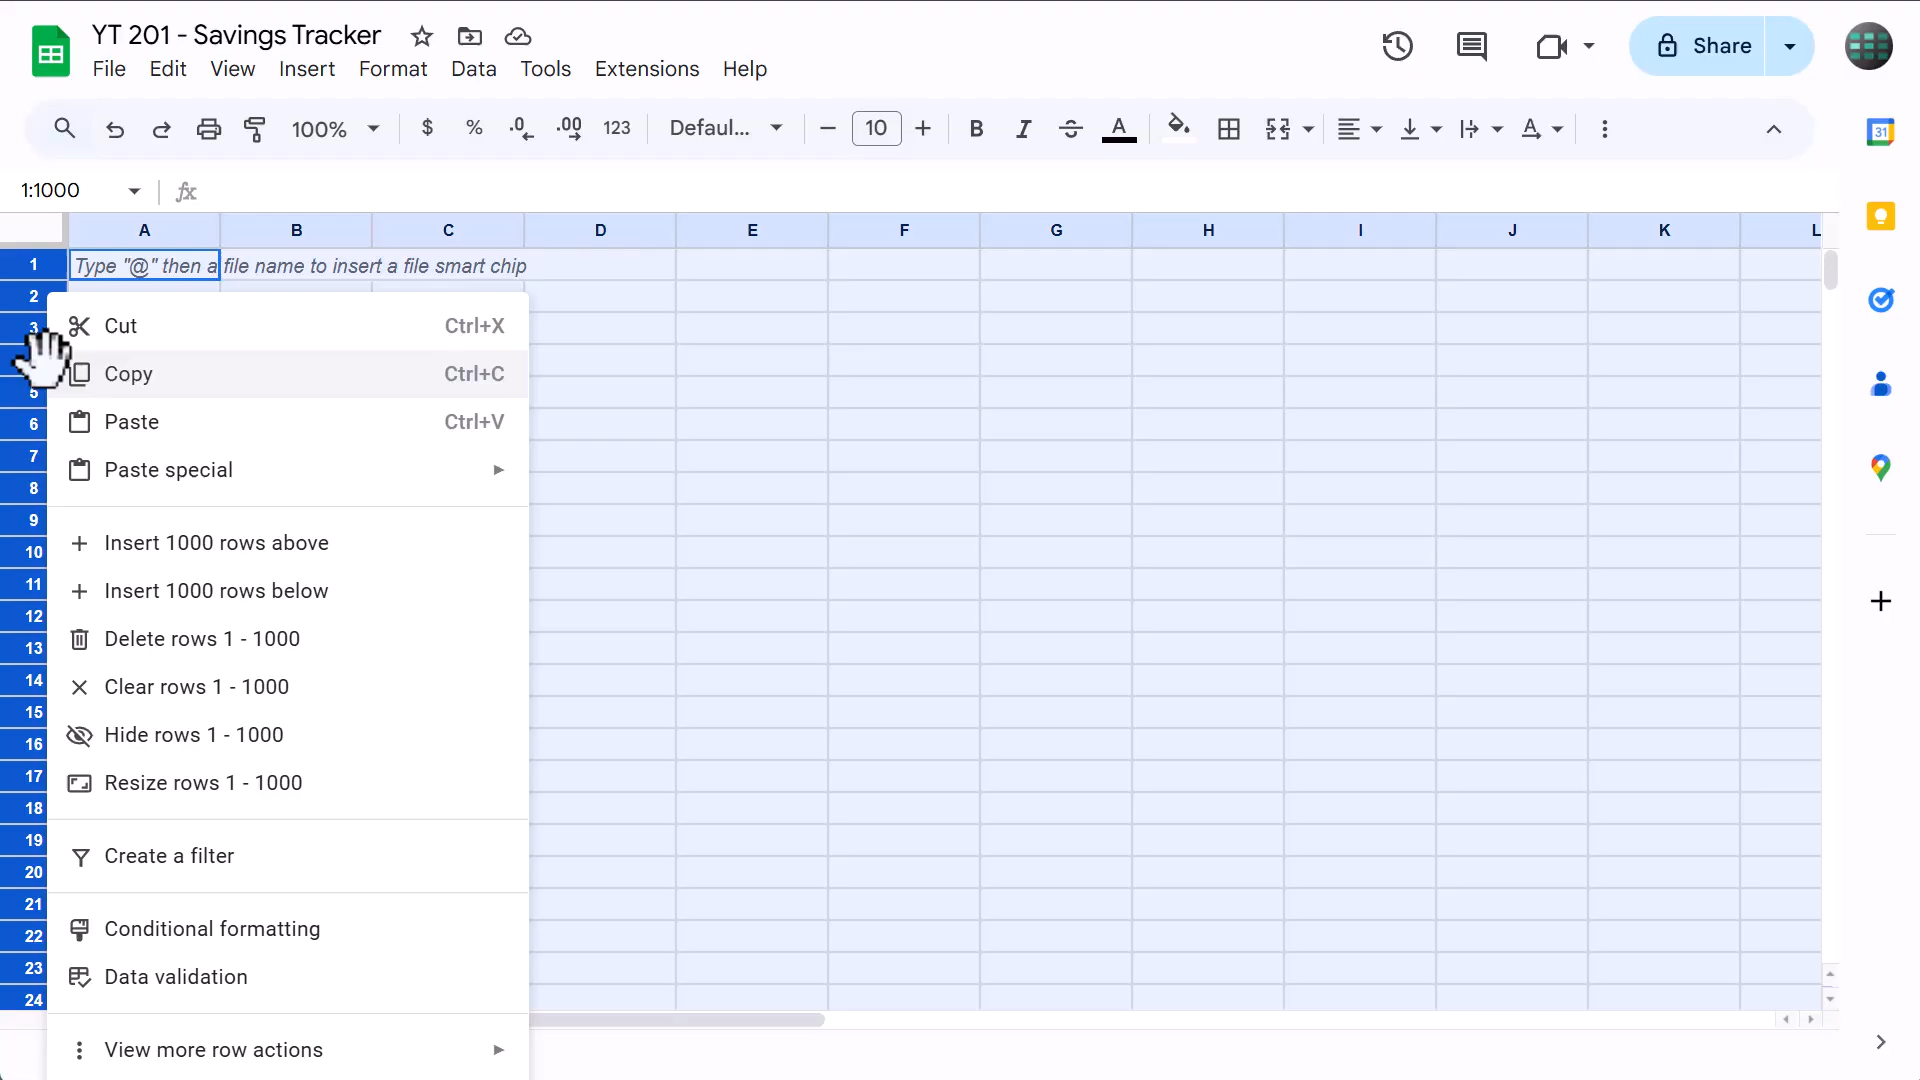 YT 201 - Savings Tracker
File Edit View Insert Format Data Tools Extensions Help
Share
100% $ % .0 .00 123 Defaul... 10 B I A A
31
1:1000 fx
A B C D E F G H I J K L
1 Type "@" then a file name to insert a file smart chip
2
3 Cut Ctrl+X
Copy Ctrl+C
5
6 Paste Ctrl+V
7 Paste special
8
9
10 Insert 1000 rows above
11 Insert 1000 rows below
12
13 Delete rows 1 - 1000
14 Clear rows 1 - 1000
15
16 Hide rows 1 - 1000
17 Resize rows 1 - 1000
18
19
20 Create a filter
21
22 Conditional formatting
23 Data validation
24
View more row actions